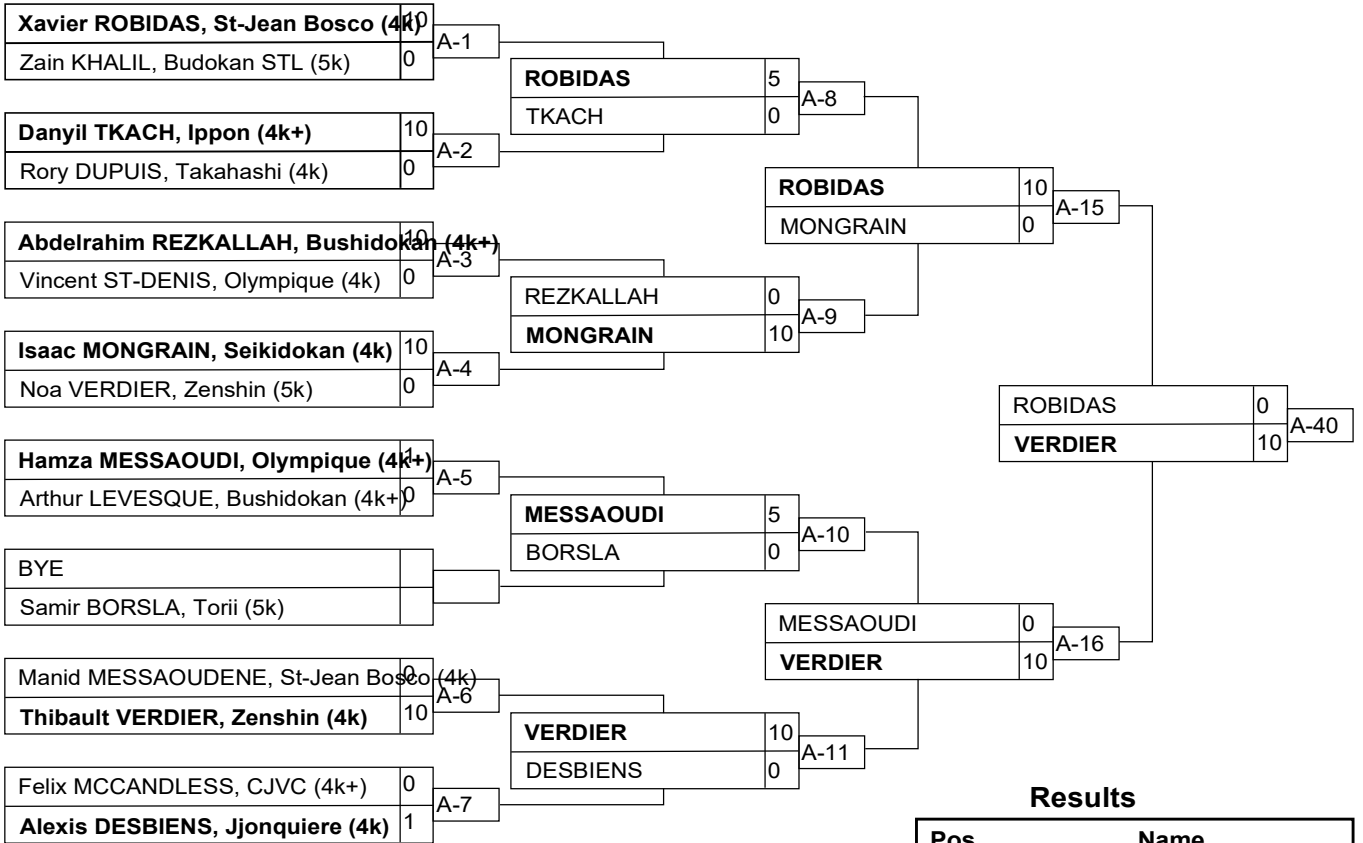 Xavier ROBIDAS, St-Jean Bosco (4k) 10
A-1
Zain KHALIL, Budokan STL (5k) 0
ROBIDAS 5
A-8
TKACH 0
Danyil TKACH, Ippon (4k+) 10
A-2
Rory DUPUIS, Takahashi (4k) 0
ROBIDAS 10
A-15
MONGRAIN 0
Abdelrahim REZKALLAH, Bushidokan (4k+) 10
A-3
Vincent ST-DENIS, Olympique (4k) 0
REZKALLAH 0
A-9
MONGRAIN 10
Isaac MONGRAIN, Seikidokan (4k) 10
A-4
Noa VERDIER, Zenshin (5k) 0
ROBIDAS 0
A-40
VERDIER 10
Hamza MESSAOUDI, Olympique (4k+) 1
A-5
Arthur LEVESQUE, Bushidokan (4k+) 0
MESSAOUDI 5
A-10
BORSLA 0
BYE
Samir BORSLA, Torii (5k)
MESSAOUDI 0
A-16
VERDIER 10
Manid MESSAOUDENE, St-Jean Bosco (4k) 0
A-6
Thibault VERDIER, Zenshin (4k) 10
VERDIER 10
A-11
DESBIENS 0
Felix MCCANDLESS, CJVC (4k+) 0
A-7
Alexis DESBIENS, Jjonquiere (4k) 1
Results
Pos Name